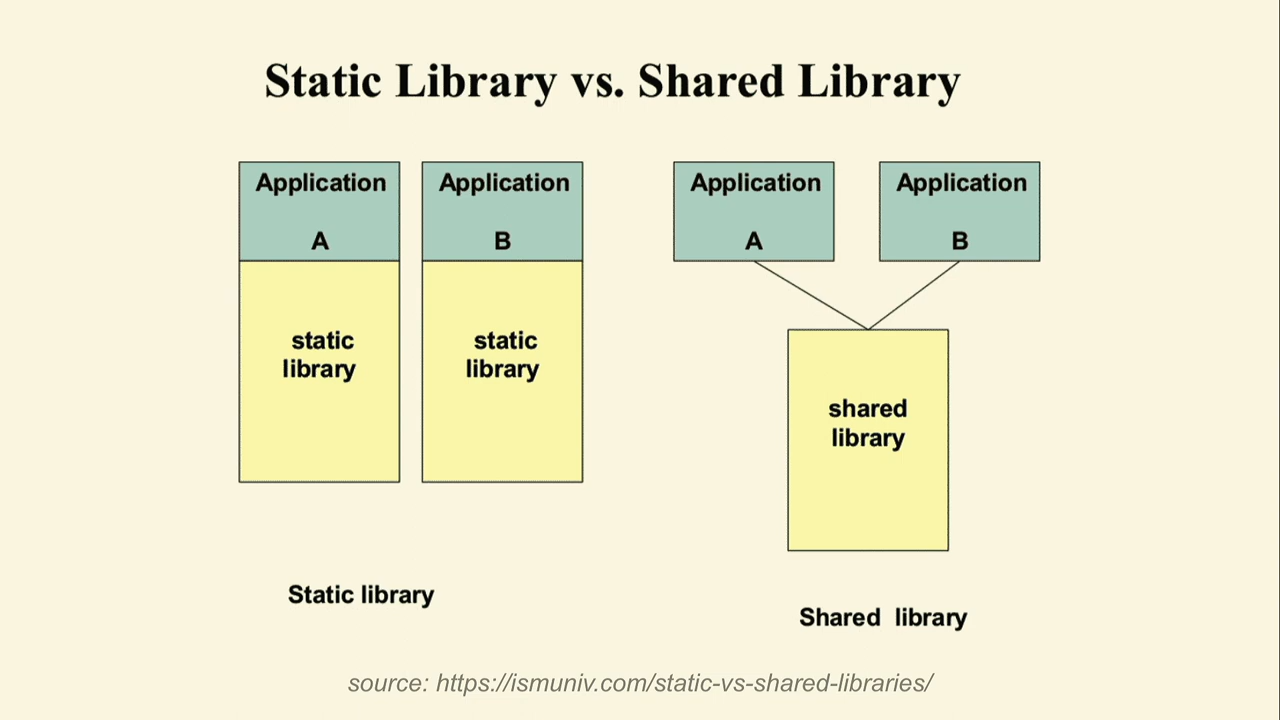 Static Library vs. Shared Library
Application
A
static
library
Application
B
static
library
Static library
Application
A
Application
B
shared
library
Shared library
source: https://ismuniv.com/static-vs-shared-libraries/